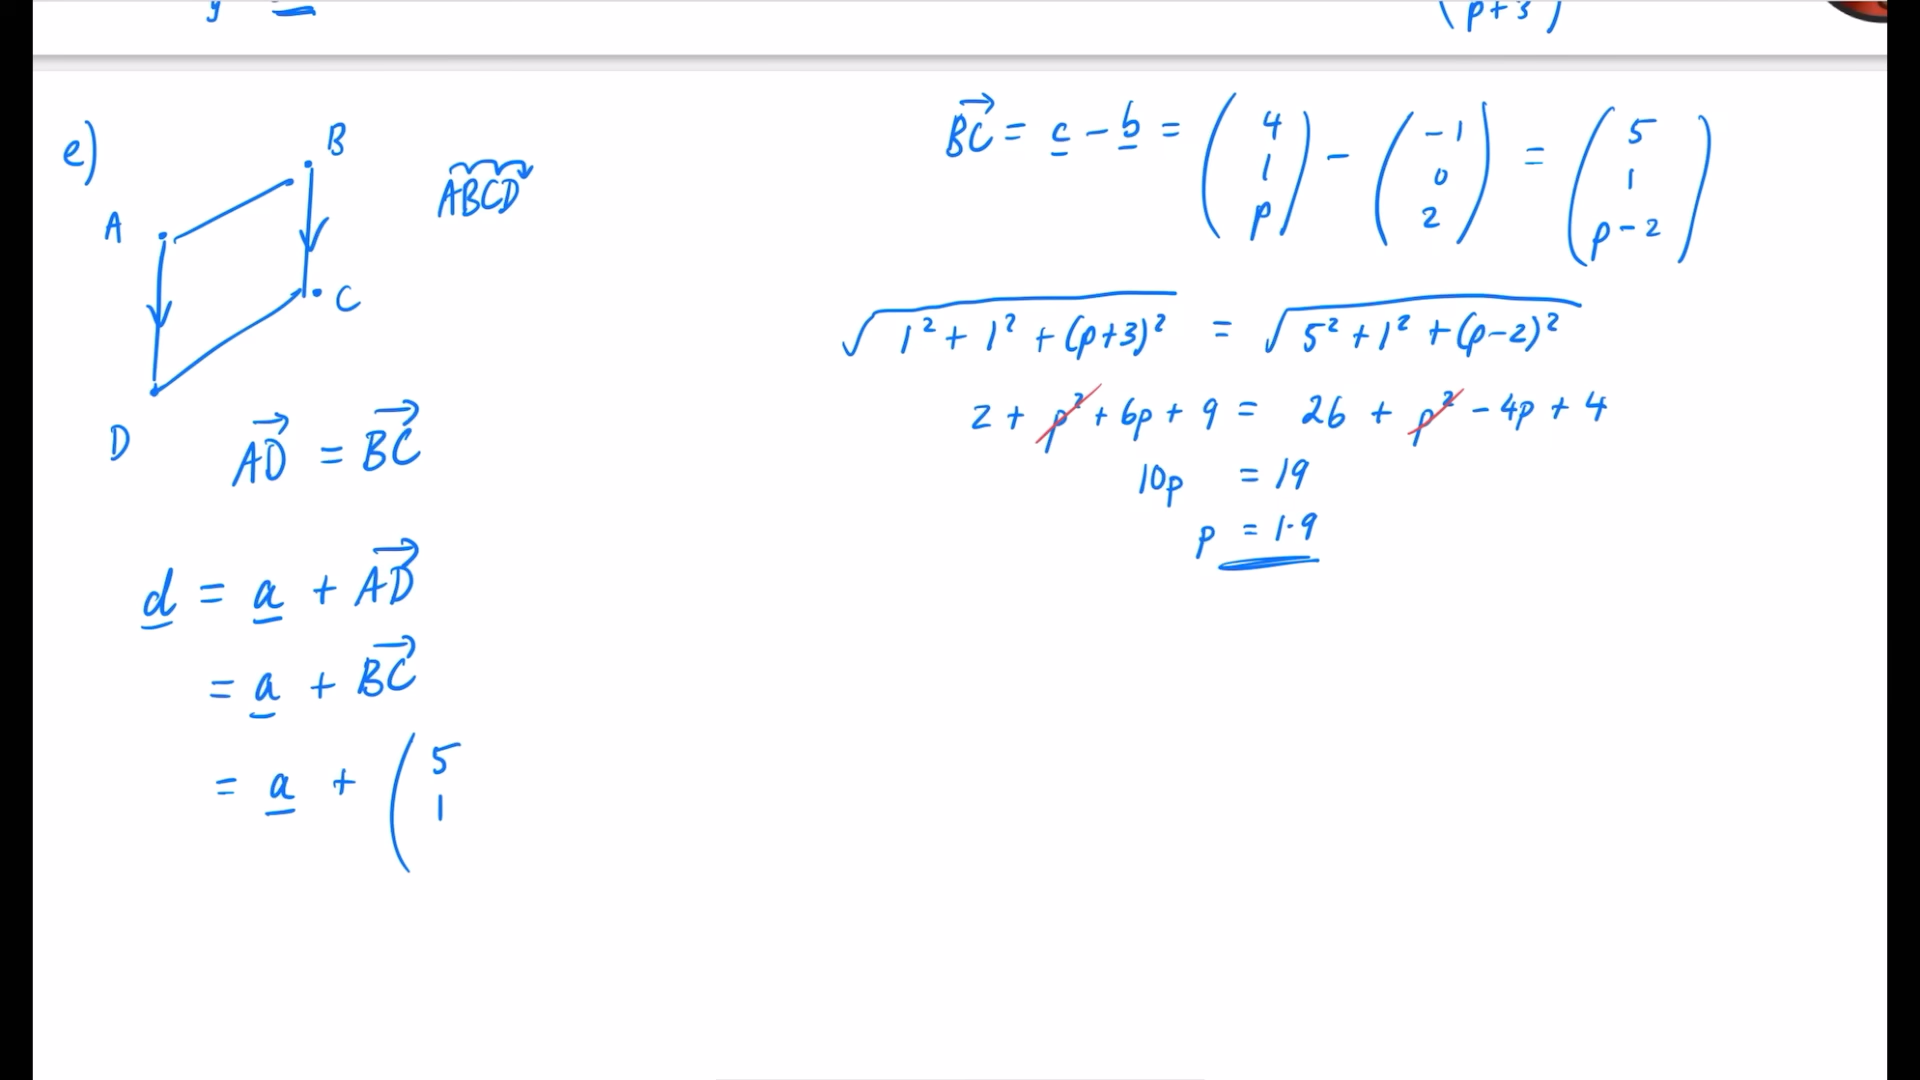 y
(p+3)
e)
B
A
ABCD
C
D
AD = BC
d = a + AD
= a + BC
= a + ( 5
1
BC = c - b = ( 4 1 p ) - ( -1 0 2 ) = ( 5 1 p-2 )
√ 1² + 1² + (p+3)² = √ 5² + 1² + (p-2)²
2 + p² + 6p + 9 = 26 + p² - 4p + 4
10p = 19
p = 1·9